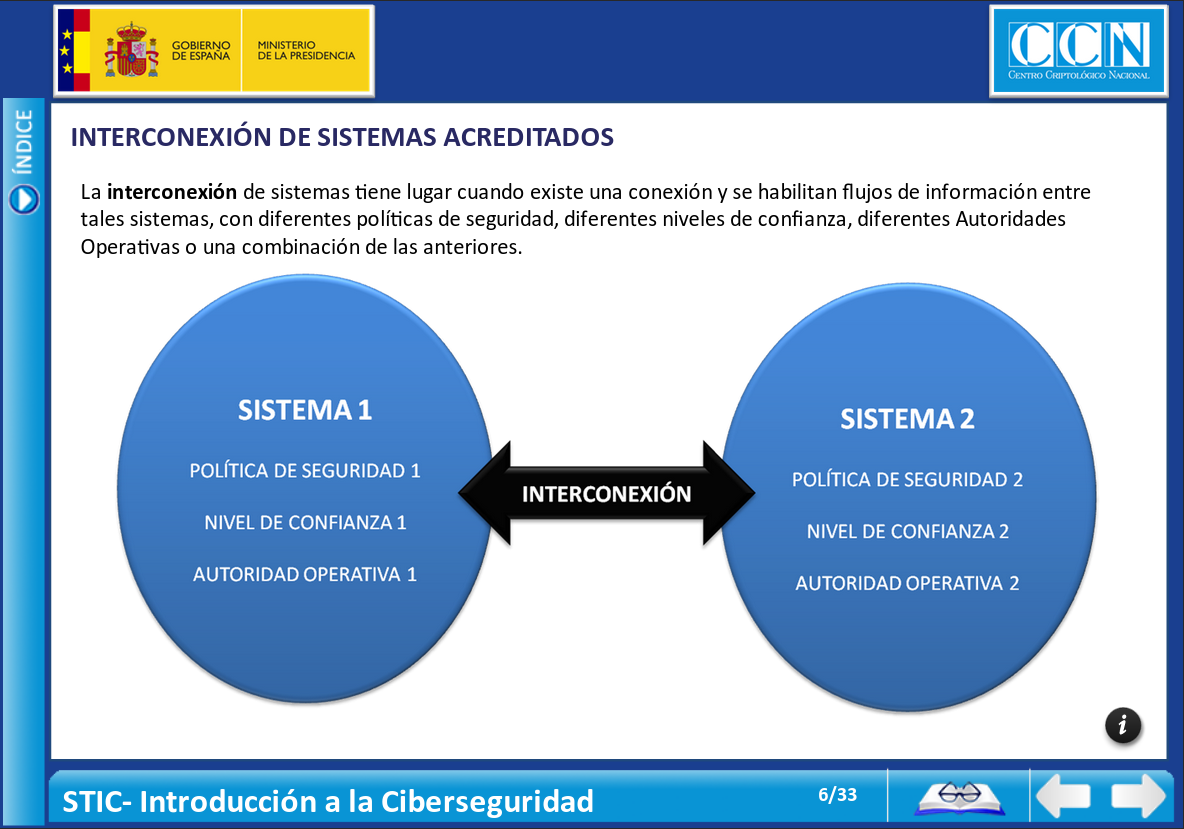 GOBIERNO
DE ESPAÑA
MINISTERIO
DE LA PRESIDENCIA
CCN
CENTRO CRIPTOLÓGICO NACIONAL
ÍNDICE
INTERCONEXIÓN DE SISTEMAS ACREDITADOS
La interconexión de sistemas tiene lugar cuando existe una conexión y se habilitan flujos de información entre
tales sistemas, con diferentes políticas de seguridad, diferentes niveles de confianza, diferentes Autoridades
Operativas o una combinación de las anteriores.
SISTEMA 1
POLÍTICA DE SEGURIDAD 1
NIVEL DE CONFIANZA 1
AUTORIDAD OPERATIVA 1
INTERCONEXIÓN
SISTEMA 2
POLÍTICA DE SEGURIDAD 2
NIVEL DE CONFIANZA 2
AUTORIDAD OPERATIVA 2
i
STIC- Introducción a la Ciberseguridad
6/33